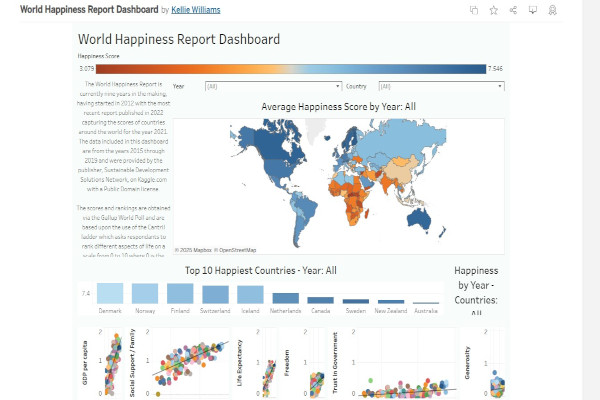 World Happiness Report Dashboard by Kellie Williams
World Happiness Report Dashboard
Happiness Score
3.079 7.546
The World Happiness Report is
currently nine years in the making,
having started in 2012 with the most
recent report published in 2022
capturing the scores of countries
around the world for the year 2021.
The data included in this dashboard
are from the years 2015 through
2019 and were provided by the
publisher, Sustainable Development
Solutions Network, on Kaggle.com
with a Public Domain license
The scores and rankings are obtained
via the Gallup World Poll and are
based upon the use of the Cantril
ladder which asks respondents to
rank different aspects of life on a
scale from 0 to 10 where 0 is the
Year (All) Country (All)
Average Happiness Score by Year: All
© 2025 Mapbox © OpenStreetMap
Top 10 Happiest Countries - Year: All
7.4
Denmark Norway Finland Switzerland Iceland Netherlands Canada Sweden New Zealand Australia
Happiness
by Year -
Countries:
All
GDP per capita
2
1
0
Social Support / Family
2
1
0
Life Expectancy
2
1
0
Freedom
2
1
0
Trust in Government
2
1
0
Generosity
2
1
0